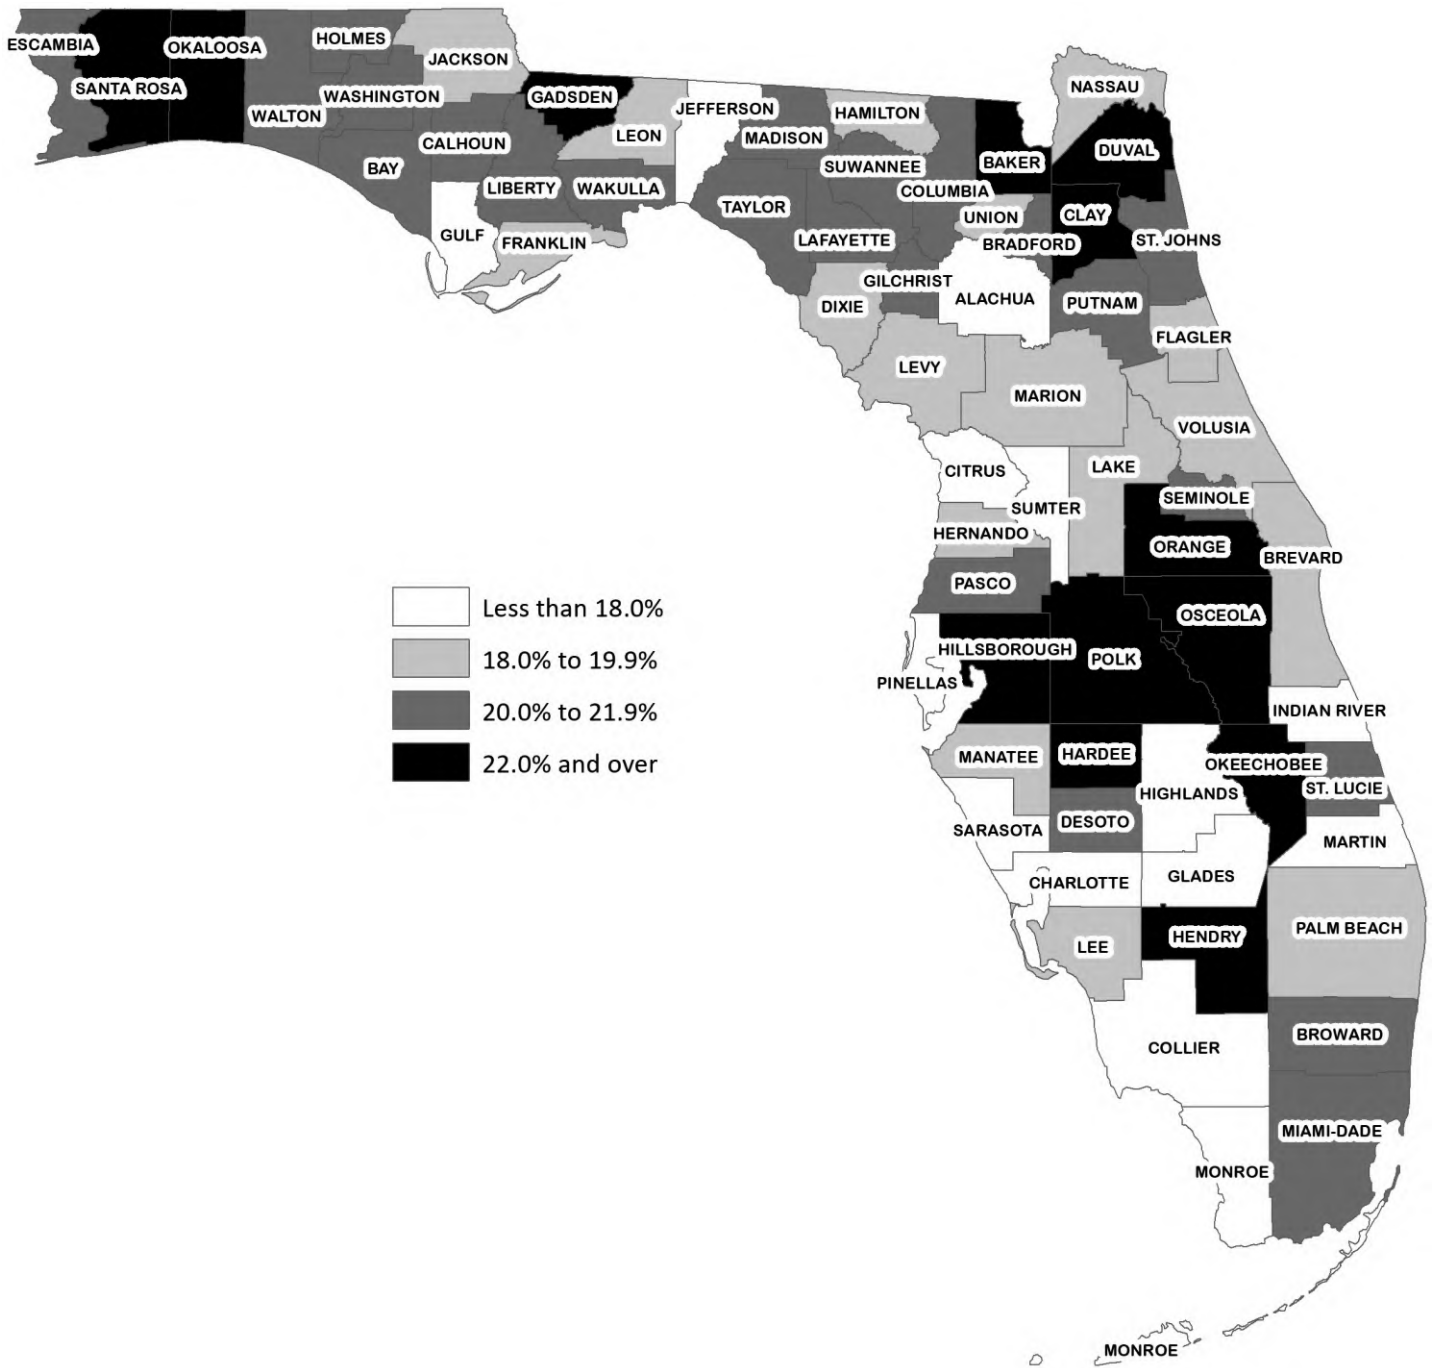 ESCAMBIA
OKALOOSA
HOLMES
JACKSON
SANTA ROSA
WALTON
WASHINGTON
GADSDEN
LEON
JEFFERSON
MADISON
HAMILTON
NASSAU
CALHOUN
BAY
LIBERTY
WAKULLA
TAYLOR
SUWANNEE
COLUMBIA
BAKER
DUVAL
GULF
FRANKLIN
LAFAYETTE
UNION
BRADFORD
CLAY
ST. JOHNS
DIXIE
GILCHRIST
ALACHUA
PUTNAM
FLAGLER
LEVY
MARION
VOLUSIA
CITRUS
LAKE
SUMTER
SEMINOLE
HERNANDO
ORANGE
BREVARD
PASCO
OSCEOLA
Less than 18.0%
18.0% to 19.9%
20.0% to 21.9%
22.0% and over
HILLSBOROUGH
POLK
PINELLAS
INDIAN RIVER
MANATEE
HARDEE
OKEECHOBEE
HIGHLANDS
ST. LUCIE
SARASOTA
DESOTO
MARTIN
CHARLOTTE
GLADES
LEE
HENDRY
PALM BEACH
COLLIER
BROWARD
MIAMI-DADE
MONROE
MONROE